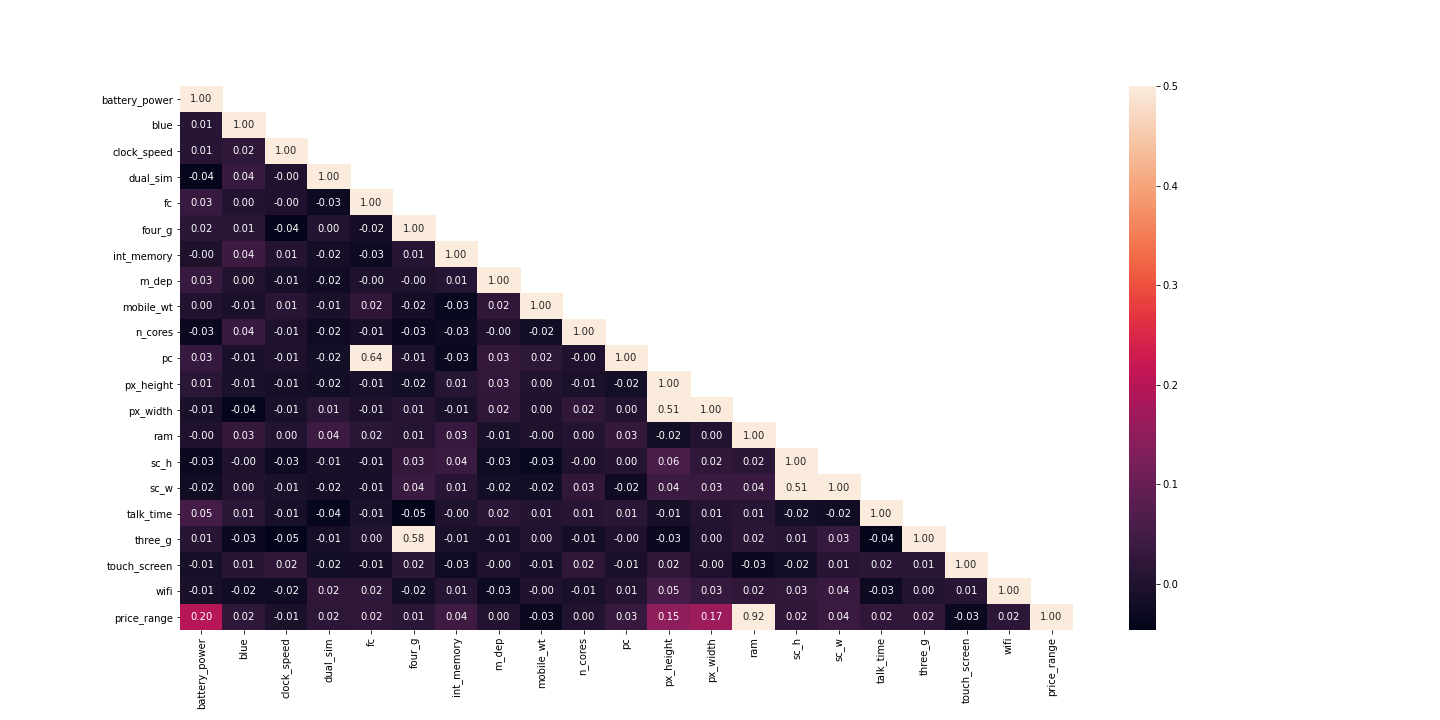 battery_power 1.00
blue 0.01 1.00
clock_speed 0.01 0.02 1.00
dual_sim -0.04 0.04 -0.00 1.00
fc 0.03 0.00 -0.00 -0.03 1.00
four_g 0.02 0.01 -0.04 0.00 -0.02 1.00
int_memory -0.00 0.04 0.01 -0.02 -0.03 0.01 1.00
m_dep 0.03 0.00 -0.01 -0.02 -0.00 -0.00 0.01 1.00
mobile_wt 0.00 -0.01 0.01 -0.01 0.02 -0.02 -0.03 0.02 1.00
n_cores -0.03 0.04 -0.01 -0.02 -0.01 -0.03 -0.03 -0.00 -0.02 1.00
pc 0.03 -0.01 -0.01 -0.02 0.64 -0.01 -0.03 0.03 0.02 -0.00 1.00
px_height 0.01 -0.01 -0.01 -0.02 -0.01 -0.02 0.01 0.03 0.00 -0.01 -0.02 1.00
px_width -0.01 -0.04 -0.01 0.01 -0.01 0.01 -0.01 0.02 0.00 0.02 0.00 0.51 1.00
ram -0.00 0.03 0.00 0.04 0.02 0.01 0.03 -0.01 -0.00 0.00 0.03 -0.02 0.00 1.00
sc_h -0.03 -0.00 -0.03 -0.01 -0.01 0.03 0.04 -0.03 -0.03 -0.00 0.00 0.06 0.02 0.02 1.00
sc_w -0.02 0.00 -0.01 -0.02 -0.01 0.04 0.01 -0.02 -0.02 0.03 -0.02 0.04 0.03 0.04 0.51 1.00
talk_time 0.05 0.01 -0.01 -0.04 -0.01 -0.05 -0.00 0.02 0.01 0.01 0.01 -0.01 0.01 0.01 -0.02 -0.02 1.00
three_g 0.01 -0.03 -0.05 -0.01 0.00 0.58 -0.01 -0.01 0.00 -0.01 -0.00 -0.03 0.00 0.02 0.01 0.03 -0.04 1.00
touch_screen -0.01 0.01 0.02 -0.02 -0.01 0.02 -0.03 -0.00 -0.01 0.02 -0.01 0.02 -0.00 -0.03 -0.02 0.01 0.02 0.01 1.00
wifi -0.01 -0.02 -0.02 0.02 0.02 -0.02 0.01 -0.03 -0.00 -0.01 0.01 0.05 0.03 0.02 0.03 0.04 -0.03 0.00 0.01 1.00
price_range 0.20 0.02 -0.01 0.02 0.02 0.01 0.04 0.00 -0.03 0.00 0.03 0.15 0.17 0.92 0.02 0.04 0.02 0.02 -0.03 0.02 1.00
battery_power
blue
clock_speed
dual_sim
fc
four_g
int_memory
m_dep
mobile_wt
n_cores
pc
px_height
px_width
ram
sc_h
sc_w
talk_time
three_g
touch_screen
wifi
price_range
0.5
0.4
0.3
0.2
0.1
0.0